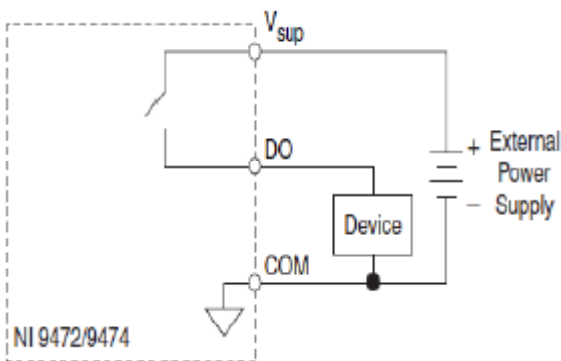 Vsup
DO
+ External
Power
− Supply
Device
COM
NI 9472/9474